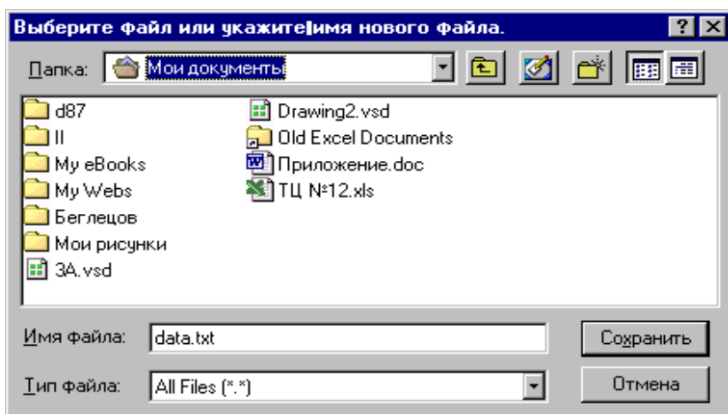 Выберите файл или укажите имя нового файла.
Папка: Мои документы
d87
II
My eBooks
My Webs
Беглецов
Мои рисунки
3A.vsd
Drawing2.vsd
Old Excel Documents
Приложение.doc
ТЦ №12.xls
Имя файла: data.txt Сохранить
Тип файла: All Files (*.*) Отмена